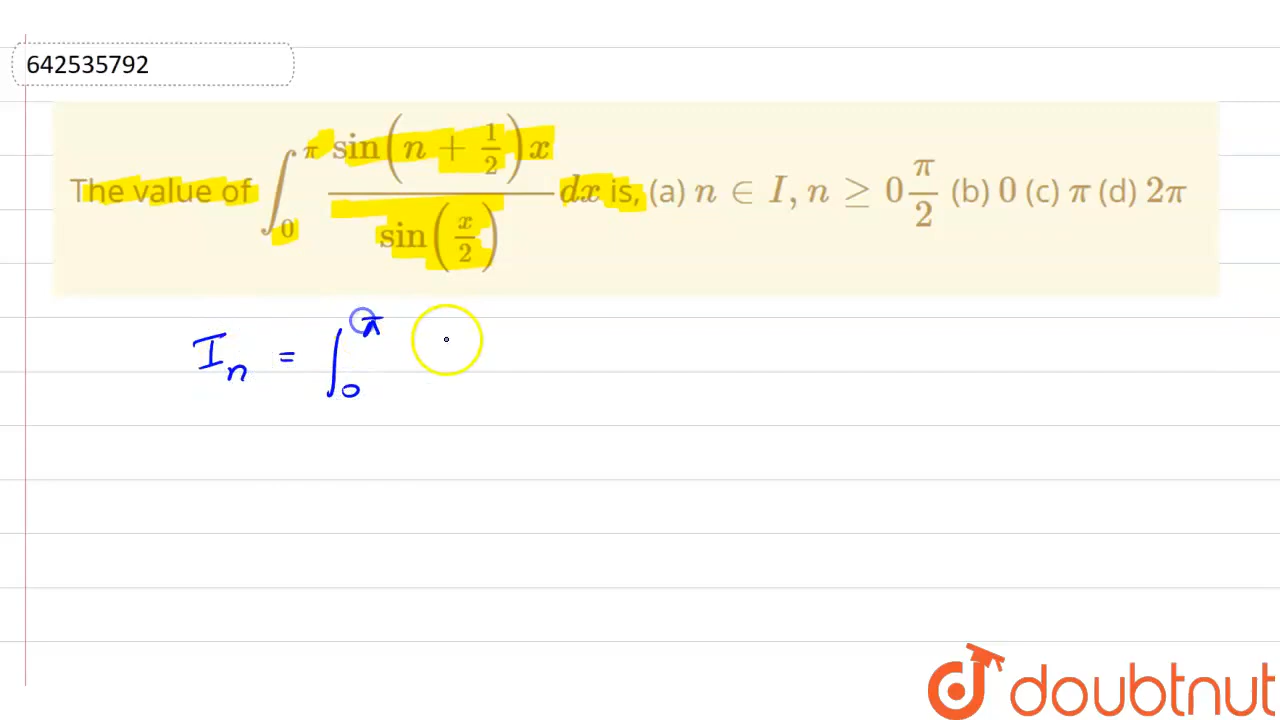 642535792
The value of ∫₀^π sin(n + 1/2)x / sin(x/2) dx is, (a) n ∈ I, n ≥ 0 π/2 (b) 0 (c) π (d) 2π
Iₙ = ∫₀^π
doubtnut